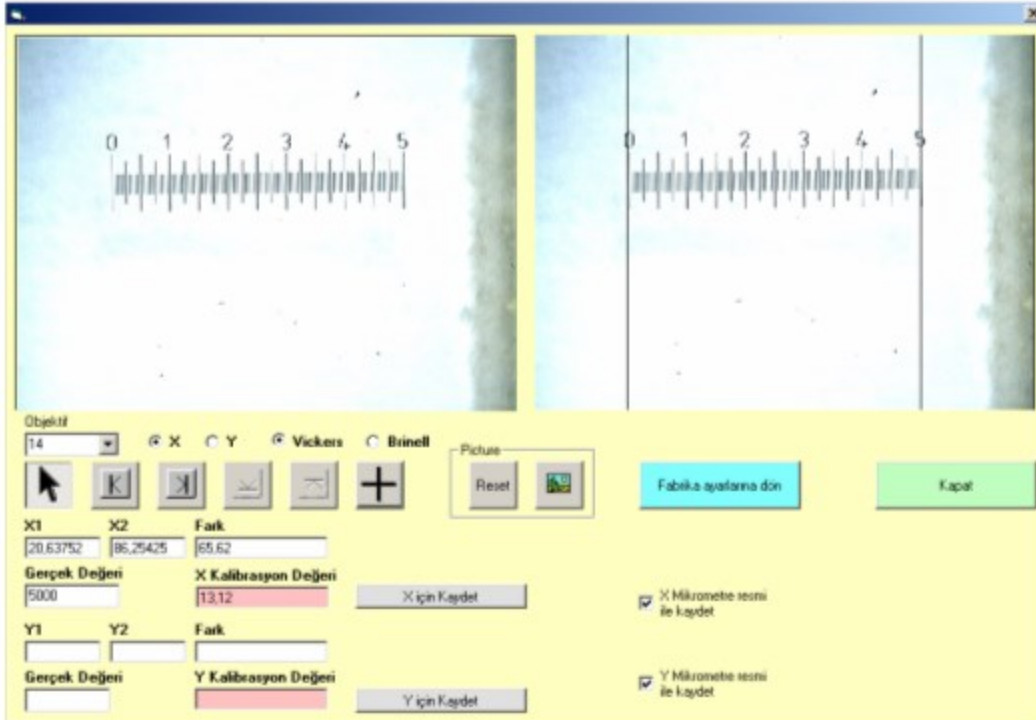 0 1 2 3 4 5
0 1 2 3 4 5
Objektif
14
X Y Vickers Brinell
Picture
Reset
Fabrika ayarlarına dön
Kapat
X1 X2 Fark
20,63752 86,25425 65,62
Gerçek Değeri X Kalibrasyon Değeri
5000 13,12 X için Kaydet
X Mikrometre resmi
ile kaydet
Y1 Y2 Fark
Gerçek Değeri Y Kalibrasyon Değeri
Y için Kaydet
Y Mikrometre resmi
ile kaydet